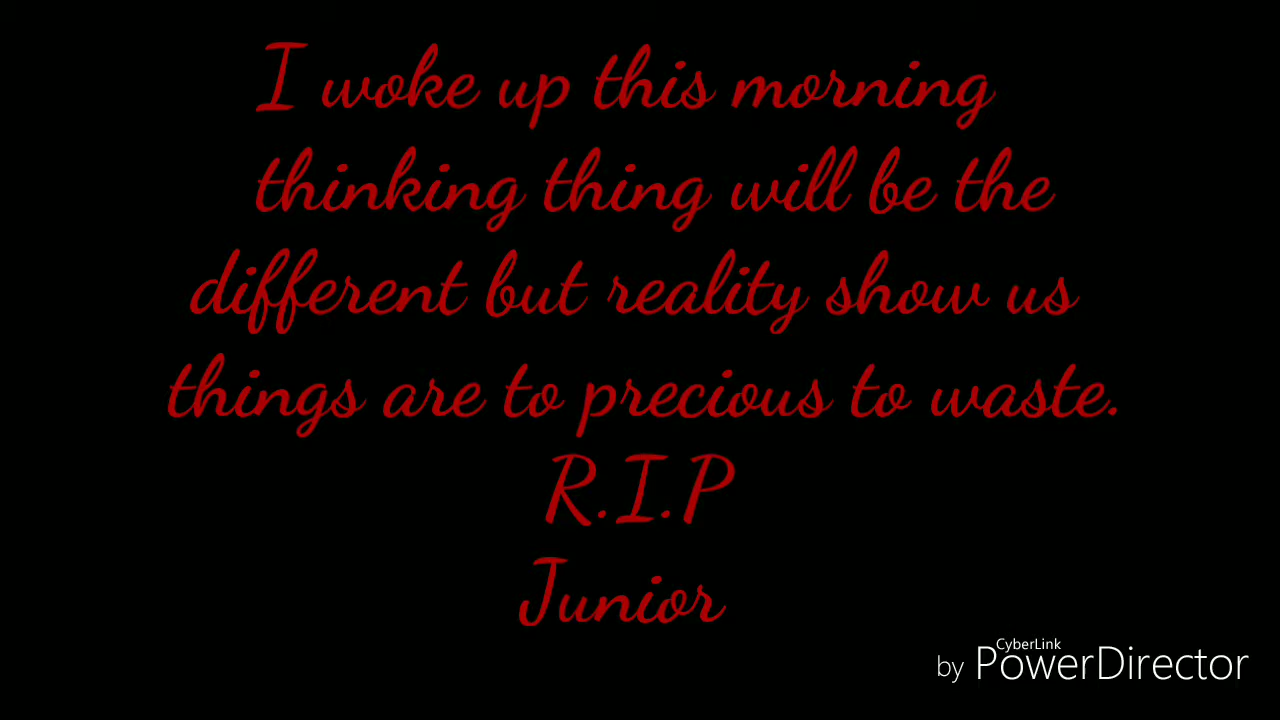 I woke up this morning
thinking thing will be the
different but reality show us
things are to precious to waste.
R.I.P
Junior
CyberLink
by PowerDirector